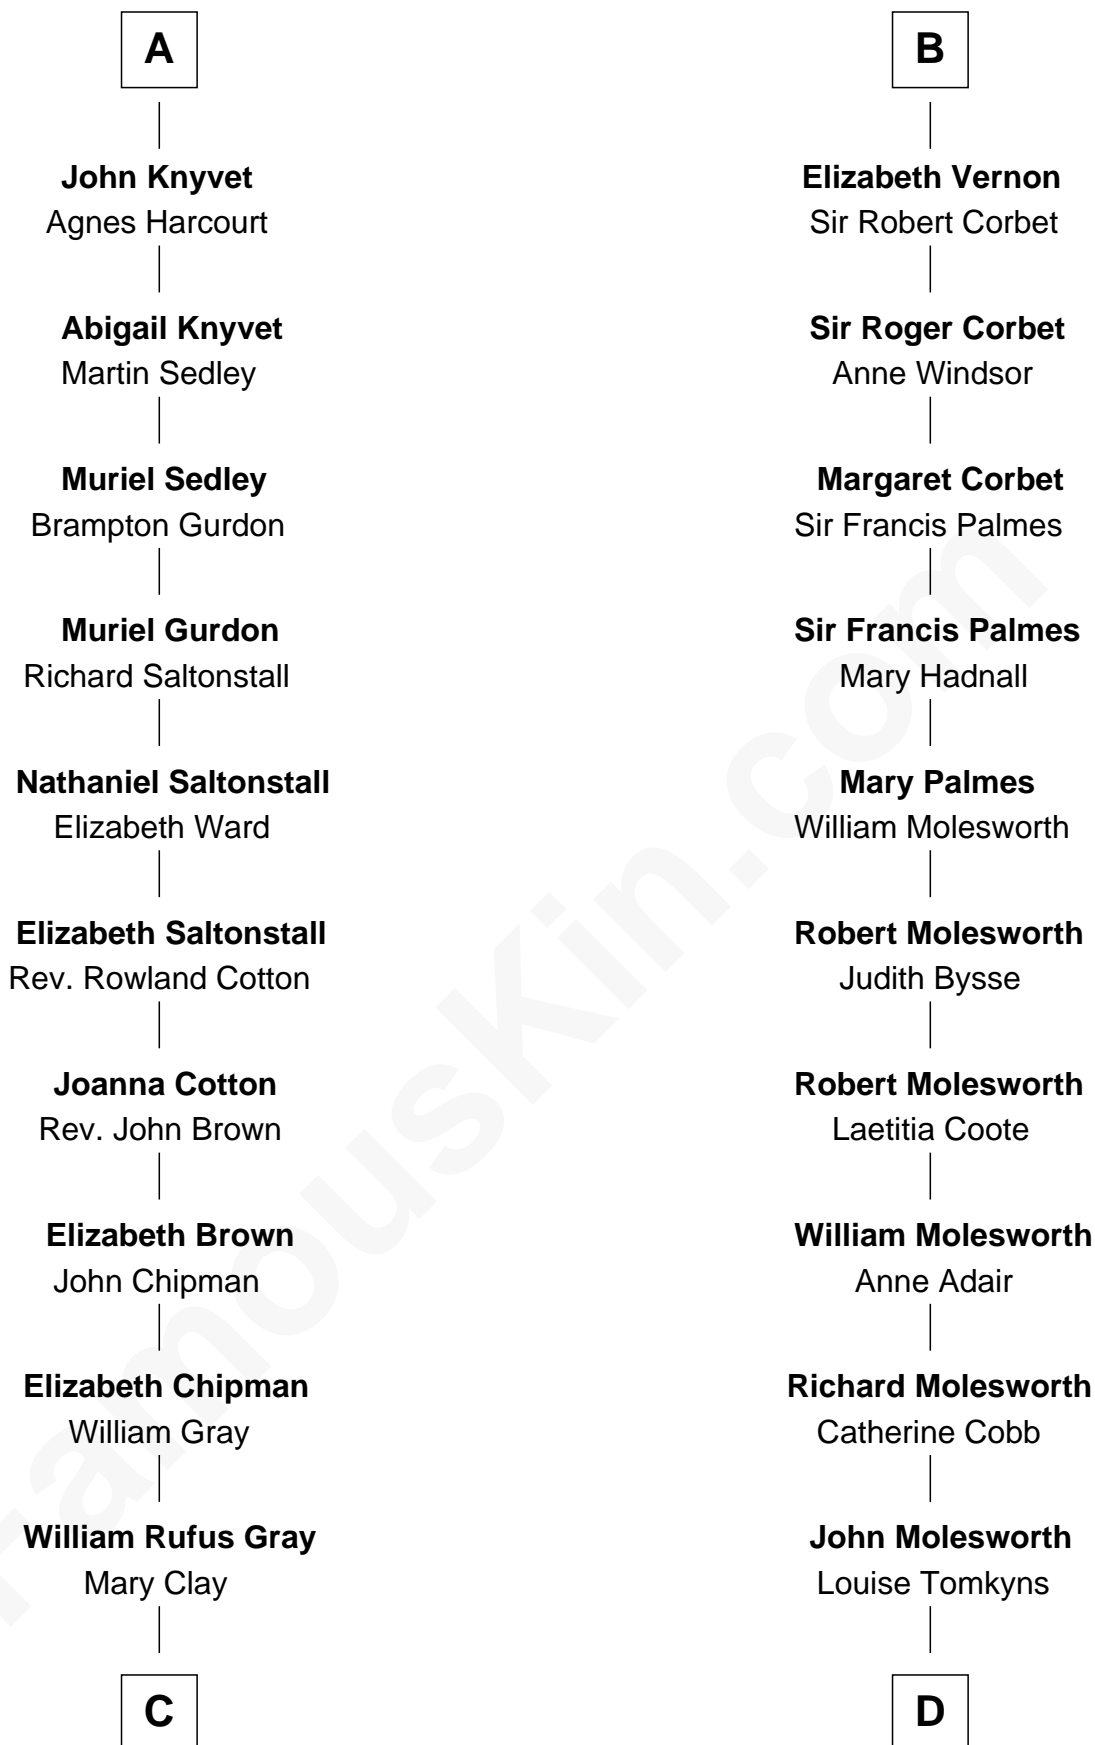 A
John Knyvet
Agnes Harcourt
Abigail Knyvet
Martin Sedley
Muriel Sedley
Brampton Gurdon
Muriel Gurdon
Richard Saltonstall
Nathaniel Saltonstall
Elizabeth Ward
Elizabeth Saltonstall
Rev. Rowland Cotton
Joanna Cotton
Rev. John Brown
Elizabeth Brown
John Chipman
Elizabeth Chipman
William Gray
William Rufus Gray
Mary Clay
C
B
Elizabeth Vernon
Sir Robert Corbet
Sir Roger Corbet
Anne Windsor
Margaret Corbet
Sir Francis Palmes
Sir Francis Palmes
Mary Hadnall
Mary Palmes
William Molesworth
Robert Molesworth
Judith Bysse
Robert Molesworth
Laetitia Coote
William Molesworth
Anne Adair
Richard Molesworth
Catherine Cobb
John Molesworth
Louise Tomkyns
D
FamousKin.com